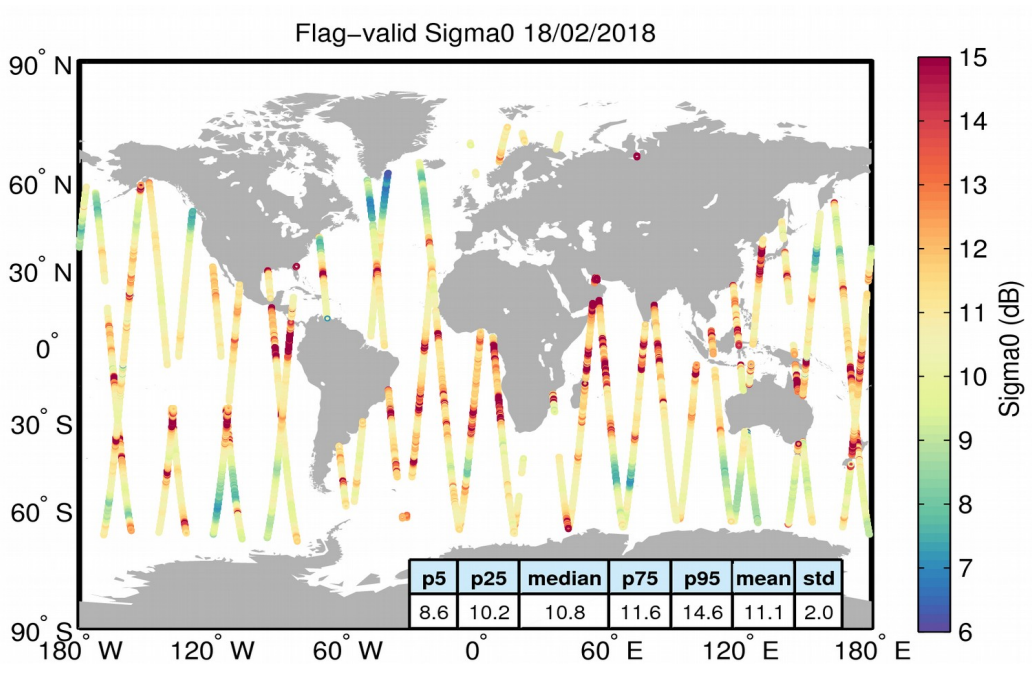 Flag−valid Sigma0 18/02/2018
90° N
60° N
30° N
0°
30° S
60° S
90° S
180° W
120° W
60° W
0°
60° E
120° E
180° E
p5 p25 median p75 p95 mean std
8.6 10.2 10.8 11.6 14.6 11.1 2.0
15
14
13
12
11
10
9
8
7
6
Sigma0 (dB)